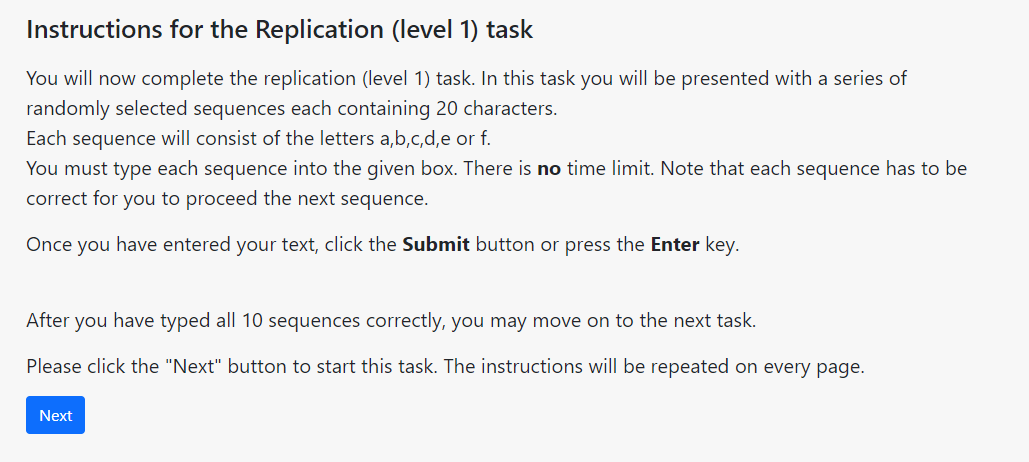 Instructions for the Replication (level 1) task
You will now complete the replication (level 1) task. In this task you will be presented with a series of
randomly selected sequences each containing 20 characters.
Each sequence will consist of the letters a,b,c,d,e or f.
You must type each sequence into the given box. There is no time limit. Note that each sequence has to be
correct for you to proceed the next sequence.
Once you have entered your text, click the Submit button or press the Enter key.
After you have typed all 10 sequences correctly, you may move on to the next task.
Please click the "Next" button to start this task. The instructions will be repeated on every page.
Next